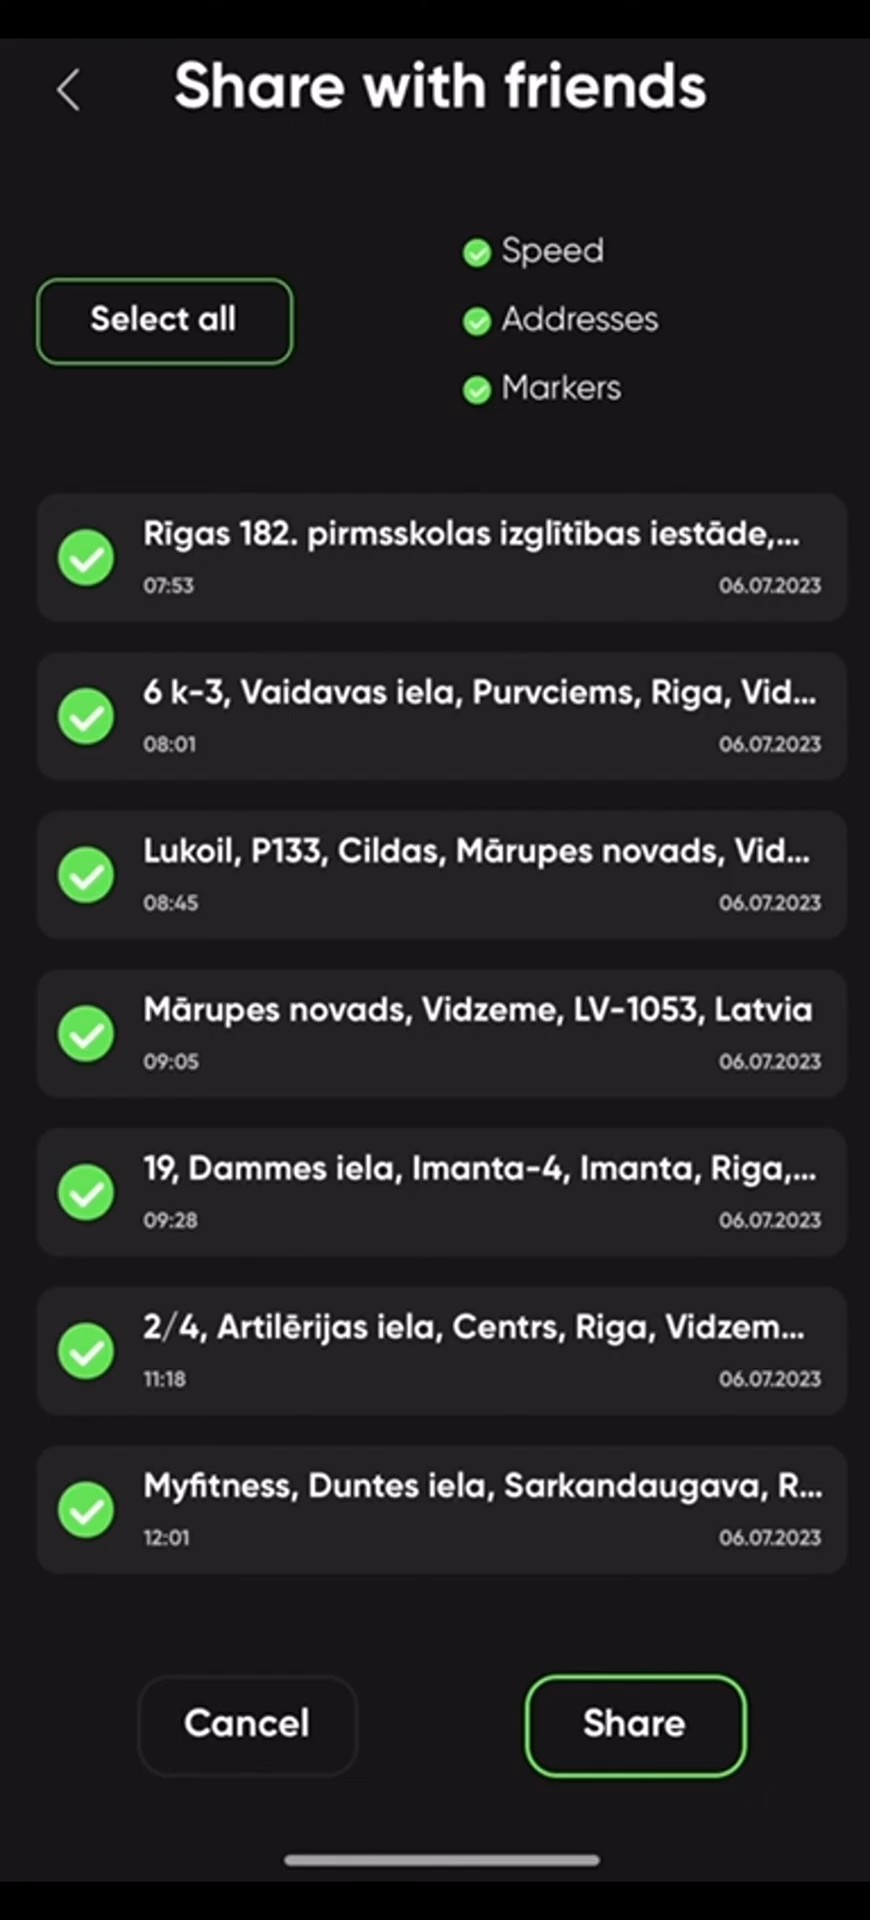 Share with friends
Speed
Select all
Addresses
Markers
Rīgas 182. pirmsskolas izglītības iestāde,...
07:53 06.07.2023
6 k-3, Vaidavas iela, Purvciems, Riga, Vid...
08:01 06.07.2023
Lukoil, P133, Cildas, Mārupes novads, Vid...
08:45 06.07.2023
Mārupes novads, Vidzeme, LV-1053, Latvia
09:05 06.07.2023
19, Dammes iela, Imanta-4, Imanta, Riga,...
09:28 06.07.2023
2/4, Artilērijas iela, Centrs, Riga, Vidzem...
11:18 06.07.2023
Myfitness, Duntes iela, Sarkandaugava, R...
12:01 06.07.2023
Cancel Share